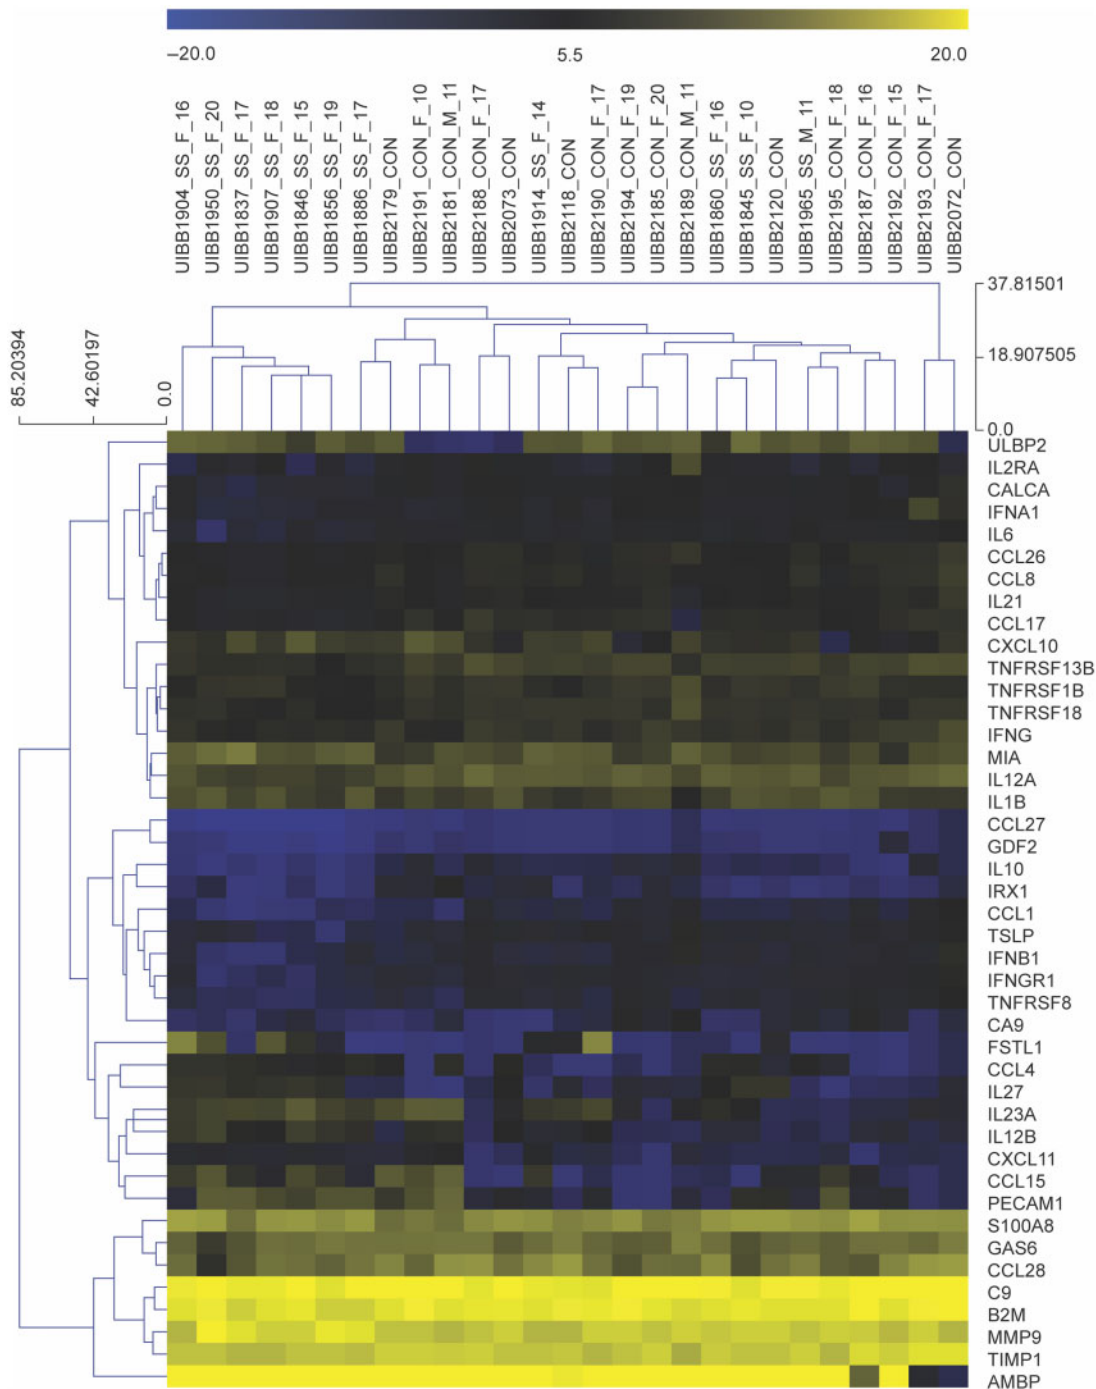 –20.0 5.5 20.0
UIBB1904_SS_F_16
UIBB1950_SS_F_20
UIBB1837_SS_F_17
UIBB1907_SS_F_18
UIBB1846_SS_F_15
UIBB1856_SS_F_19
UIBB1886_SS_F_17
UIBB2179_CON
UIBB2191_CON_F_10
UIBB2181_CON_M_11
UIBB2188_CON_F_17
UIBB2073_CON
UIBB1914_SS_F_14
UIBB2118_CON
UIBB2190_CON_F_17
UIBB2194_CON_F_19
UIBB2185_CON_F_20
UIBB2189_CON_M_11
UIBB1860_SS_F_16
UIBB1845_SS_F_10
UIBB2120_CON
UIBB1965_SS_M_11
UIBB2195_CON_F_18
UIBB2187_CON_F_16
UIBB2192_CON_F_15
UIBB2193_CON_F_17
UIBB2072_CON
37.81501
18.907505
0.0
85.20394
42.60197
0.0
ULBP2
IL2RA
CALCA
IFNA1
IL6
CCL26
CCL8
IL21
CCL17
CXCL10
TNFRSF13B
TNFRSF1B
TNFRSF18
IFNG
MIA
IL12A
IL1B
CCL27
GDF2
IL10
IRX1
CCL1
TSLP
IFNB1
IFNGR1
TNFRSF8
CA9
FSTL1
CCL4
IL27
IL23A
IL12B
CXCL11
CCL15
PECAM1
S100A8
GAS6
CCL28
C9
B2M
MMP9
TIMP1
AMBP